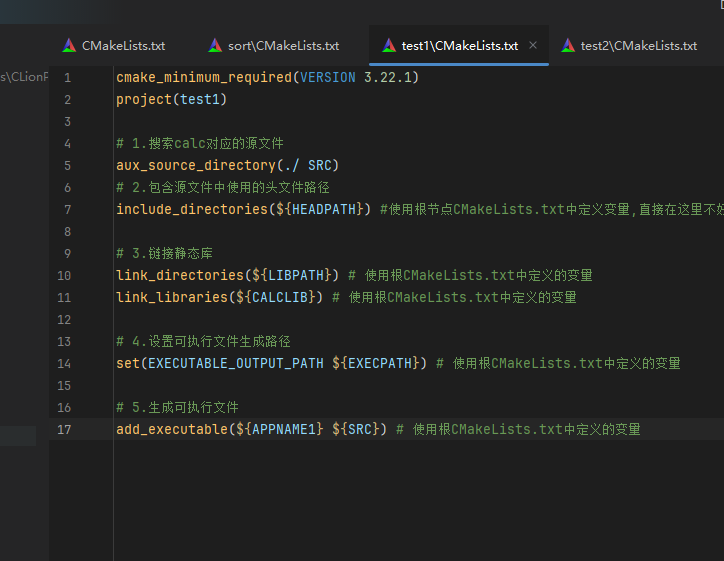 CMakeLists.txt
sort\CMakeLists.txt
test1\CMakeLists.txt ×
test2\CMakeLists.txt
s\CLionP
1 cmake_minimum_required(VERSION 3.22.1)
2 project(test1)
3
4 # 1.搜索calc对应的源文件
5 aux_source_directory(./ SRC)
6 # 2.包含源文件中使用的头文件路径
7 include_directories(${HEADPATH}) #使用根节点CMakeLists.txt中定义变量,直接在这里不好
8
9 # 3.链接静态库
10 link_directories(${LIBPATH}) # 使用根CMakeLists.txt中定义的变量
11 link_libraries(${CALCLIB}) # 使用根CMakeLists.txt中定义的变量
12
13 # 4.设置可执行文件生成路径
14 set(EXECUTABLE_OUTPUT_PATH ${EXECPATH}) # 使用根CMakeLists.txt中定义的变量
15
16 # 5.生成可执行文件
17 add_executable(${APPNAME1} ${SRC}) # 使用根CMakeLists.txt中定义的变量